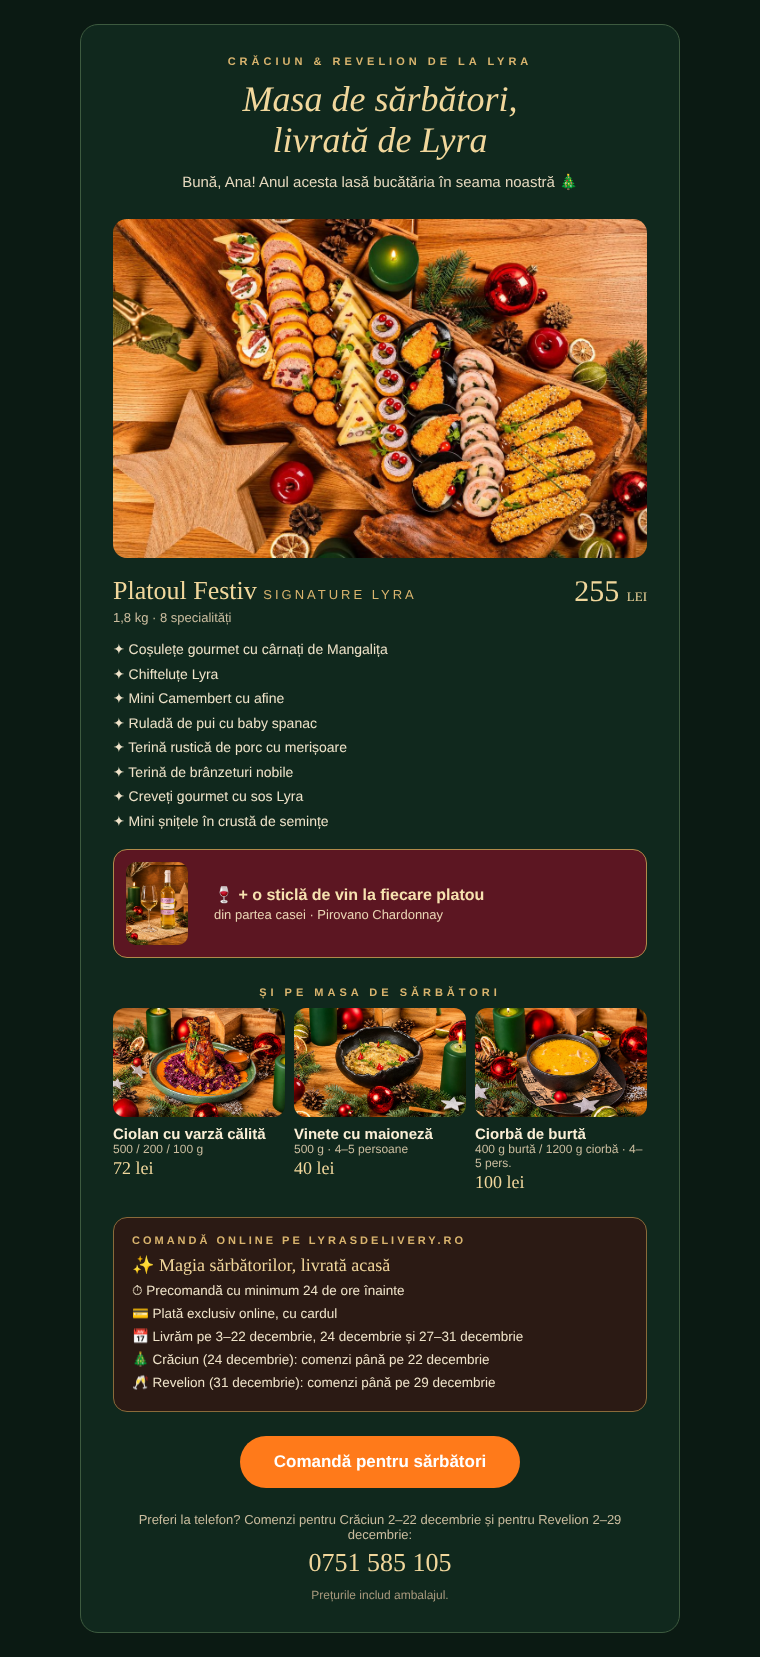 CRĂCIUN & REVELION DE LA LYRA
Masa de sărbători,
livrată de Lyra
Bună, Ana! Anul acesta lasă bucătăria în seama noastră 🎄
Platoul Festiv SIGNATURE LYRA
255 LEI
1,8 kg · 8 specialități
✦ Coșulețe gourmet cu cârnați de Mangalița
✦ Chifteluțe Lyra
✦ Mini Camembert cu afine
✦ Ruladă de pui cu baby spanac
✦ Terină rustică de porc cu merișoare
✦ Terină de brânzeturi nobile
✦ Creveți gourmet cu sos Lyra
✦ Mini șnițele în crustă de semințe
🍷 + o sticlă de vin la fiecare platou
din partea casei · Pirovano Chardonnay
ȘI PE MASA DE SĂRBĂTORI
Ciolan cu varză călită
500 / 200 / 100 g
72 lei
Vinete cu maioneză
500 g · 4–5 persoane
40 lei
Ciorbă de burtă
400 g burtă / 1200 g ciorbă · 4–
5 pers.
100 lei
COMANDĂ ONLINE PE LYRASDELIVERY.RO
✨ Magia sărbătorilor, livrată acasă
⏱ Precomandă cu minimum 24 de ore înainte
💳 Plată exclusiv online, cu cardul
📅 Livrăm pe 3–22 decembrie, 24 decembrie și 27–31 decembrie
🎄 Crăciun (24 decembrie): comenzi până pe 22 decembrie
🥂 Revelion (31 decembrie): comenzi până pe 29 decembrie
Comandă pentru sărbători
Preferi la telefon? Comenzi pentru Crăciun 2–22 decembrie și pentru Revelion 2–29
decembrie:
0751 585 105
Prețurile includ ambalajul.